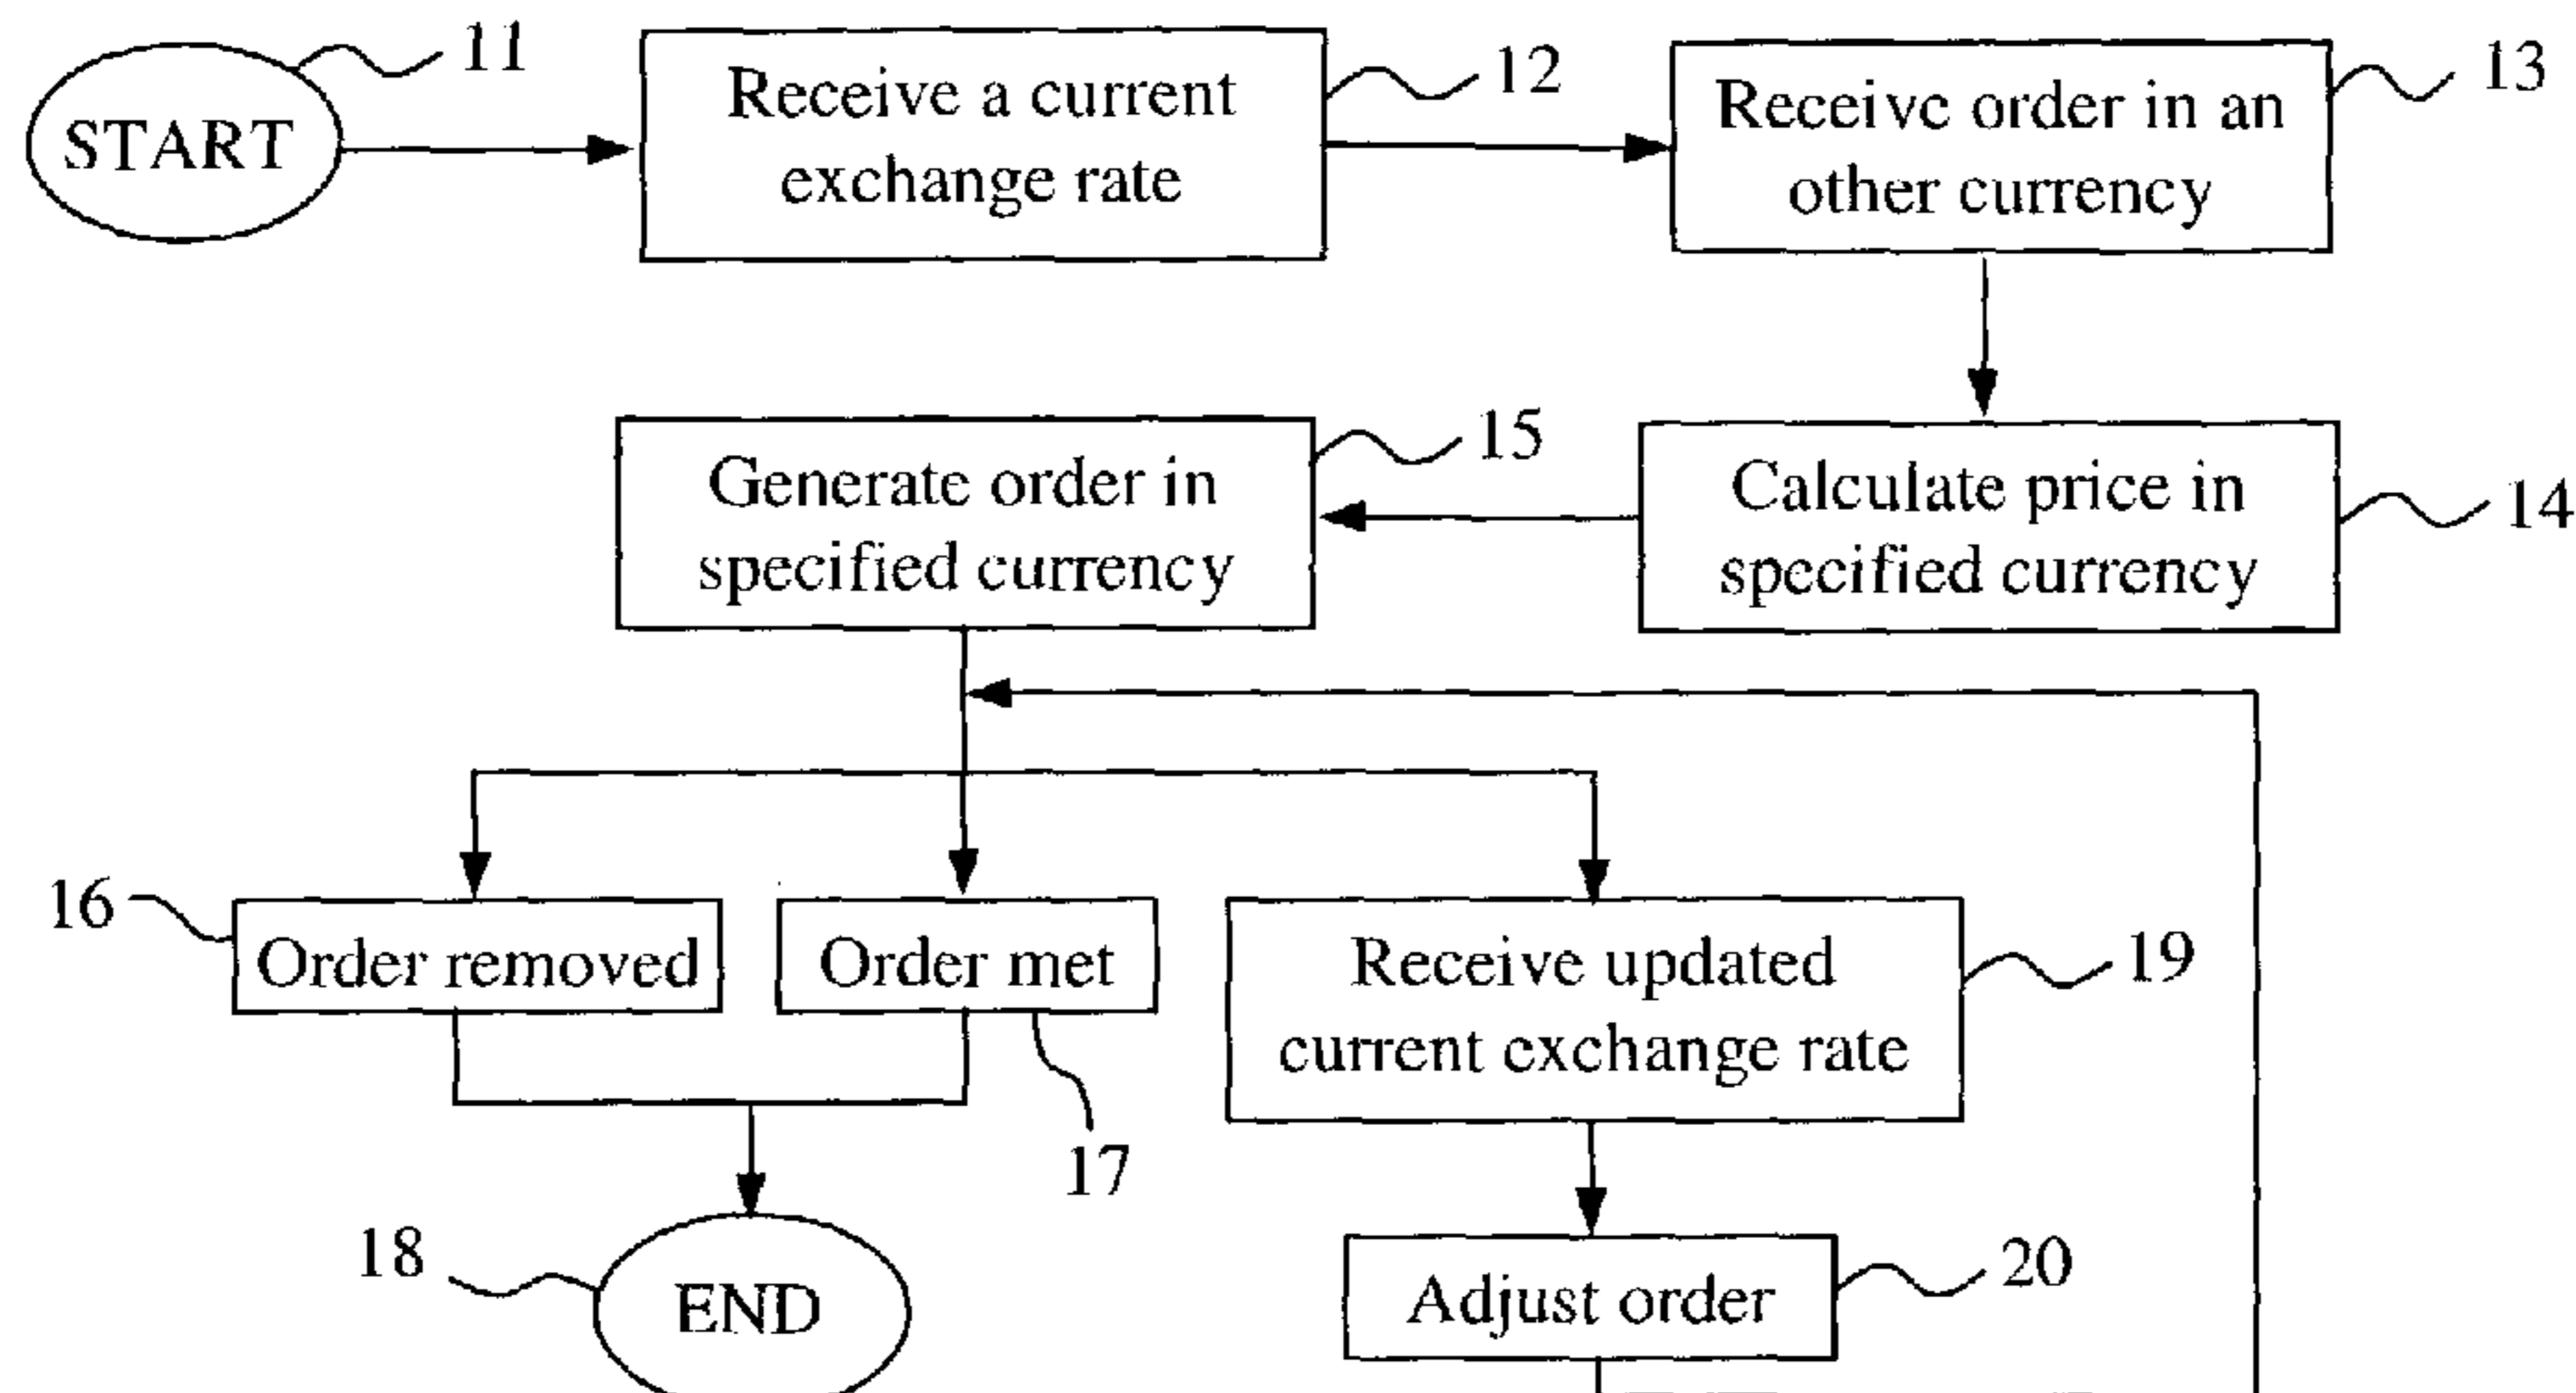 START
11
Receive a current
exchange rate
12
Receive order in an
other currency
13
Generate order in
specified currency
15
Calculate price in
specified currency
14
16
Order removed
Order met
17
Receive updated
current exchange rate
19
18
END
Adjust order
20